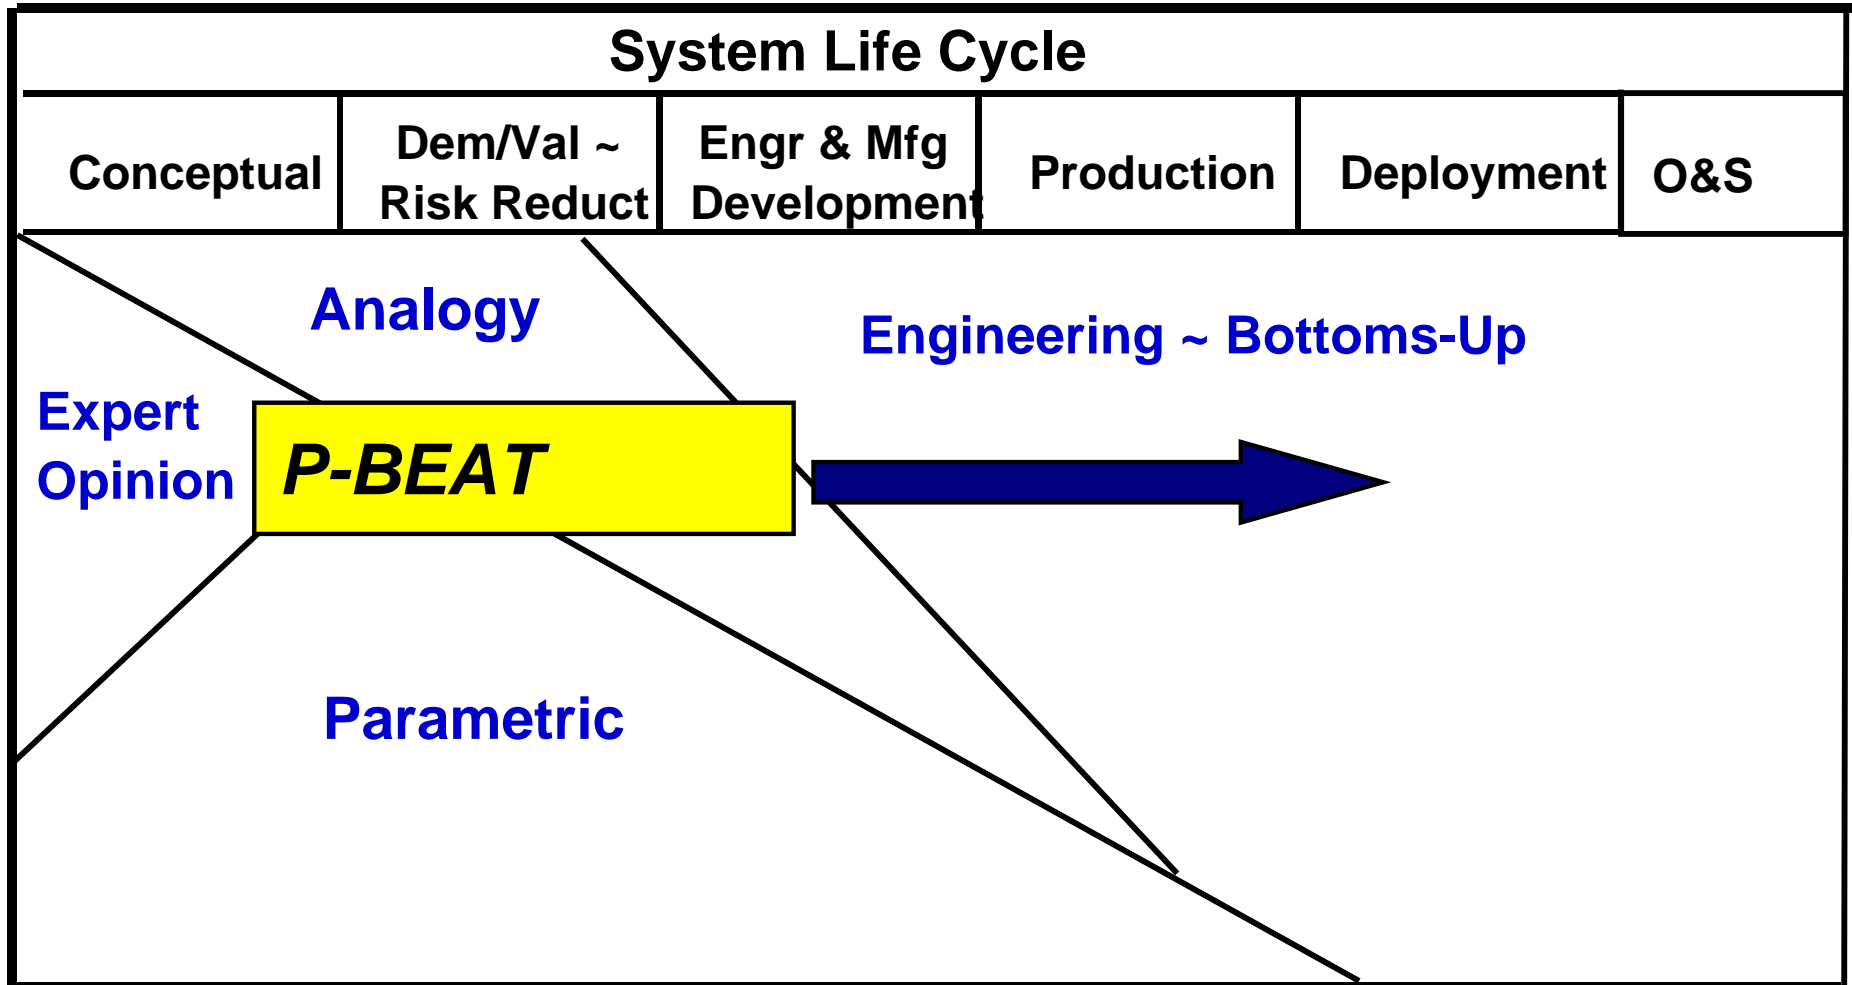 System Life Cycle
Conceptual
Dem/Val ~
Risk Reduct
Engr & Mfg
Development
Production
Deployment
O&S
Analogy
Engineering ~ Bottoms-Up
Expert
Opinion
P-BEAT
Parametric